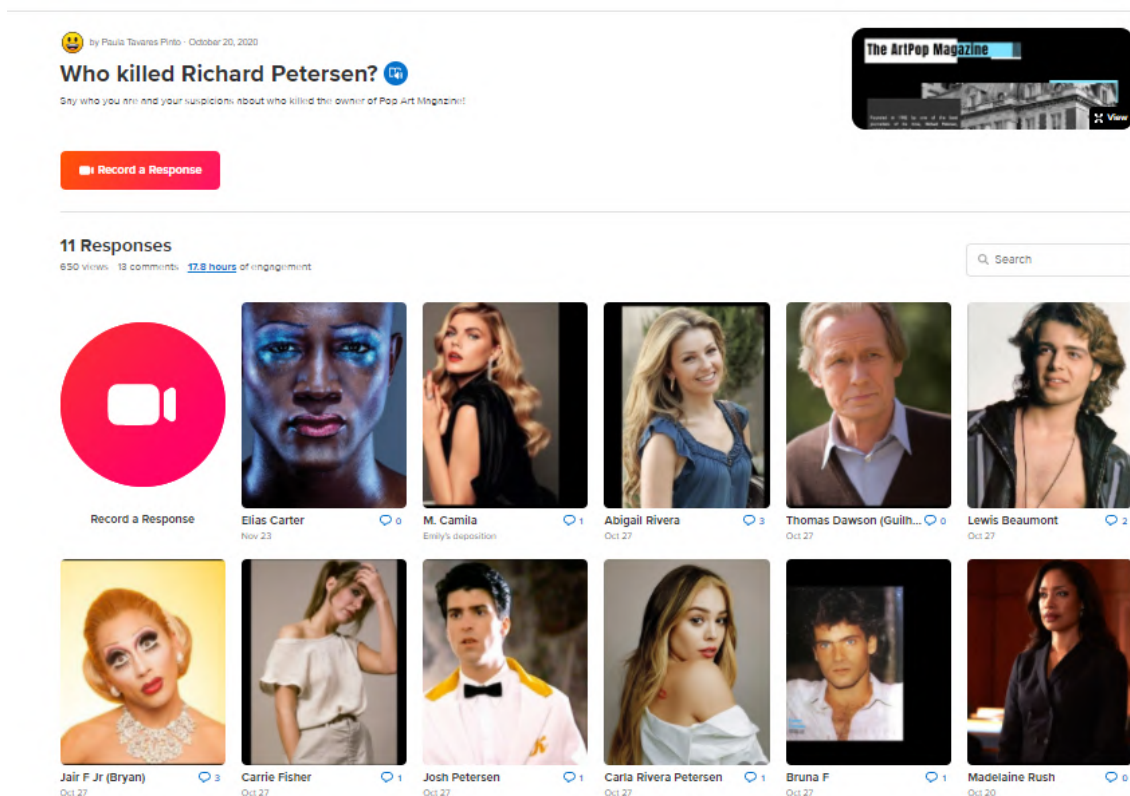 by Paula Tavares Pinto · October 20, 2020
Who killed Richard Petersen?
Say who you are and your suspicions about who killed the owner of Pop Art Magazine!
The ArtPop Magazine
View
Record a Response
11 Responses
650 views 13 comments 17.8 hours of engagement
Search
Record a Response
Elias Carter 0
Nov 23
M. Camila 1
Emily's deposition
Abigail Rivera 3
Oct 27
Thomas Dawson (Guilh... 0
Oct 27
Lewis Beaumont 2
Oct 27
Jair F Jr (Bryan) 3
Oct 27
Carrie Fisher 1
Oct 27
Josh Petersen 1
Oct 27
Carla Rivera Petersen 1
Oct 27
Bruna F 1
Oct 27
Madelaine Rush 0
Oct 20